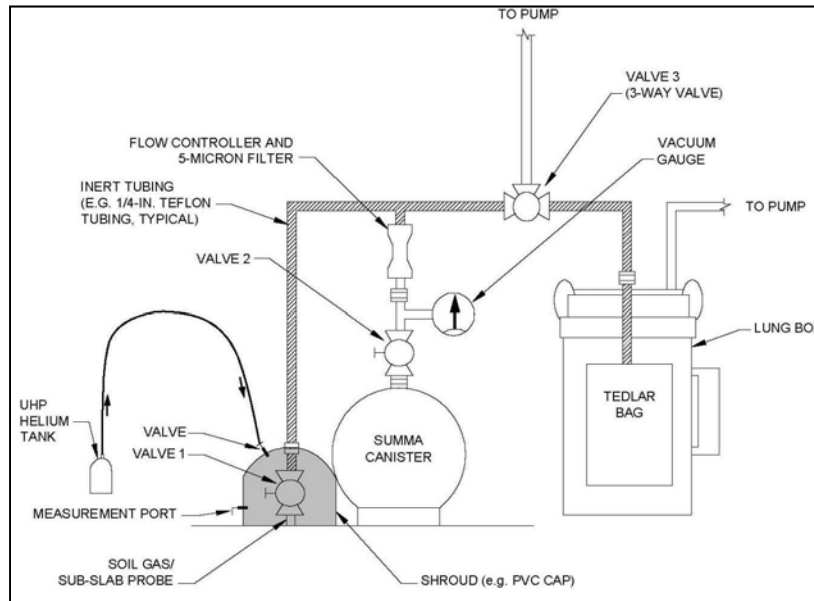 TO PUMP
VALVE 3
(3-WAY VALVE)
FLOW CONTROLLER AND
5-MICRON FILTER
VACUUM
GAUGE
INERT TUBING
(E.G. 1/4-IN. TEFLON
TUBING, TYPICAL)
TO PUMP
VALVE 2
LUNG BO
UHP
HELIUM
TANK
TEDLAR
BAG
VALVE
VALVE 1
SUMMA
CANISTER
MEASUREMENT PORT
SOIL GAS/
SUB-SLAB PROBE
SHROUD (e.g. PVC CAP)